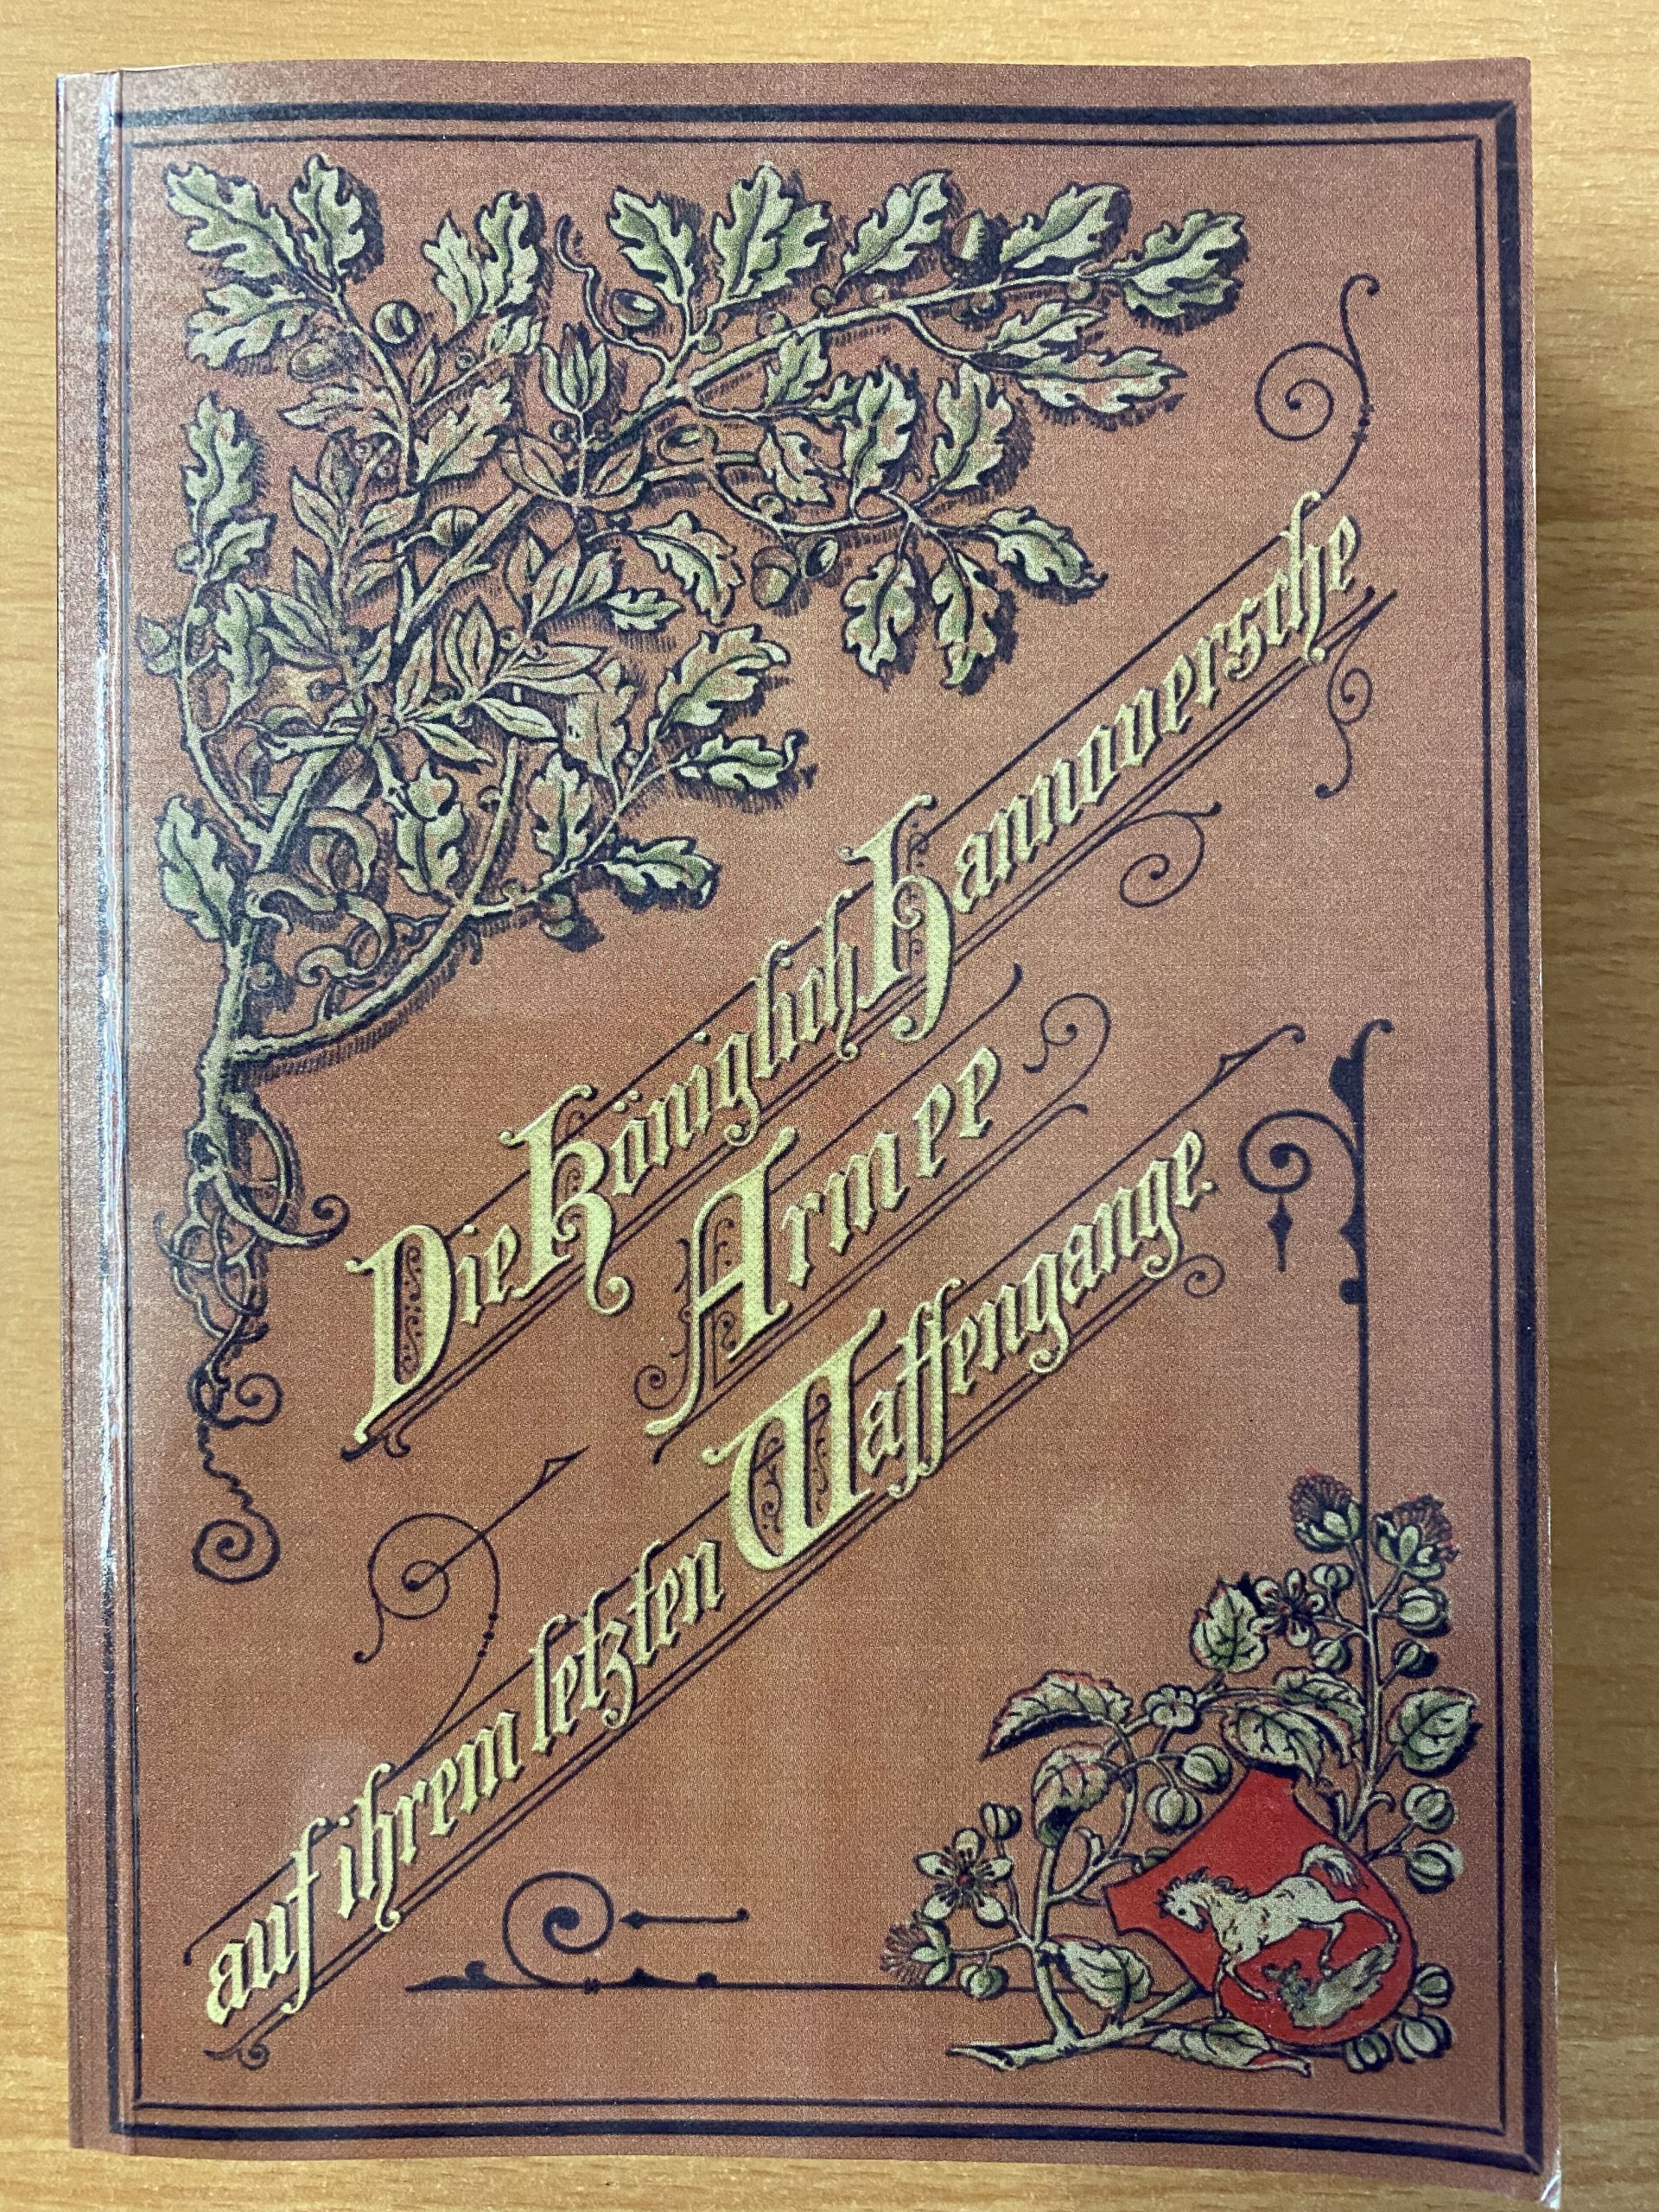 Die Königlich Hannoversche
Armee
auf ihrem letzten Waffengange.